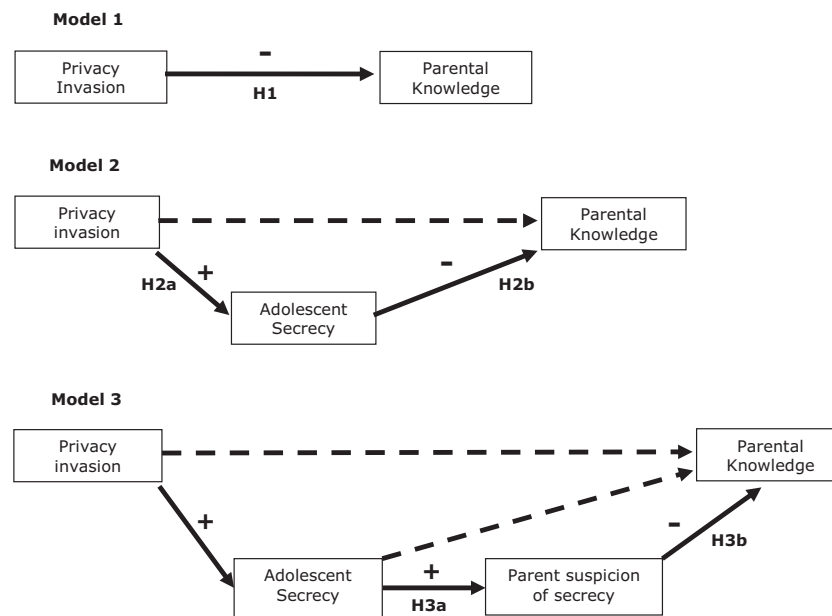 Model 1
Privacy
Invasion
-
H1
Parental
Knowledge
Model 2
Privacy
invasion
+
H2a
Adolescent
Secrecy
-
H2b
Parental
Knowledge
Model 3
Privacy
invasion
+
Adolescent
Secrecy
+
H3a
Parent suspicion
of secrecy
-
H3b
Parental
Knowledge